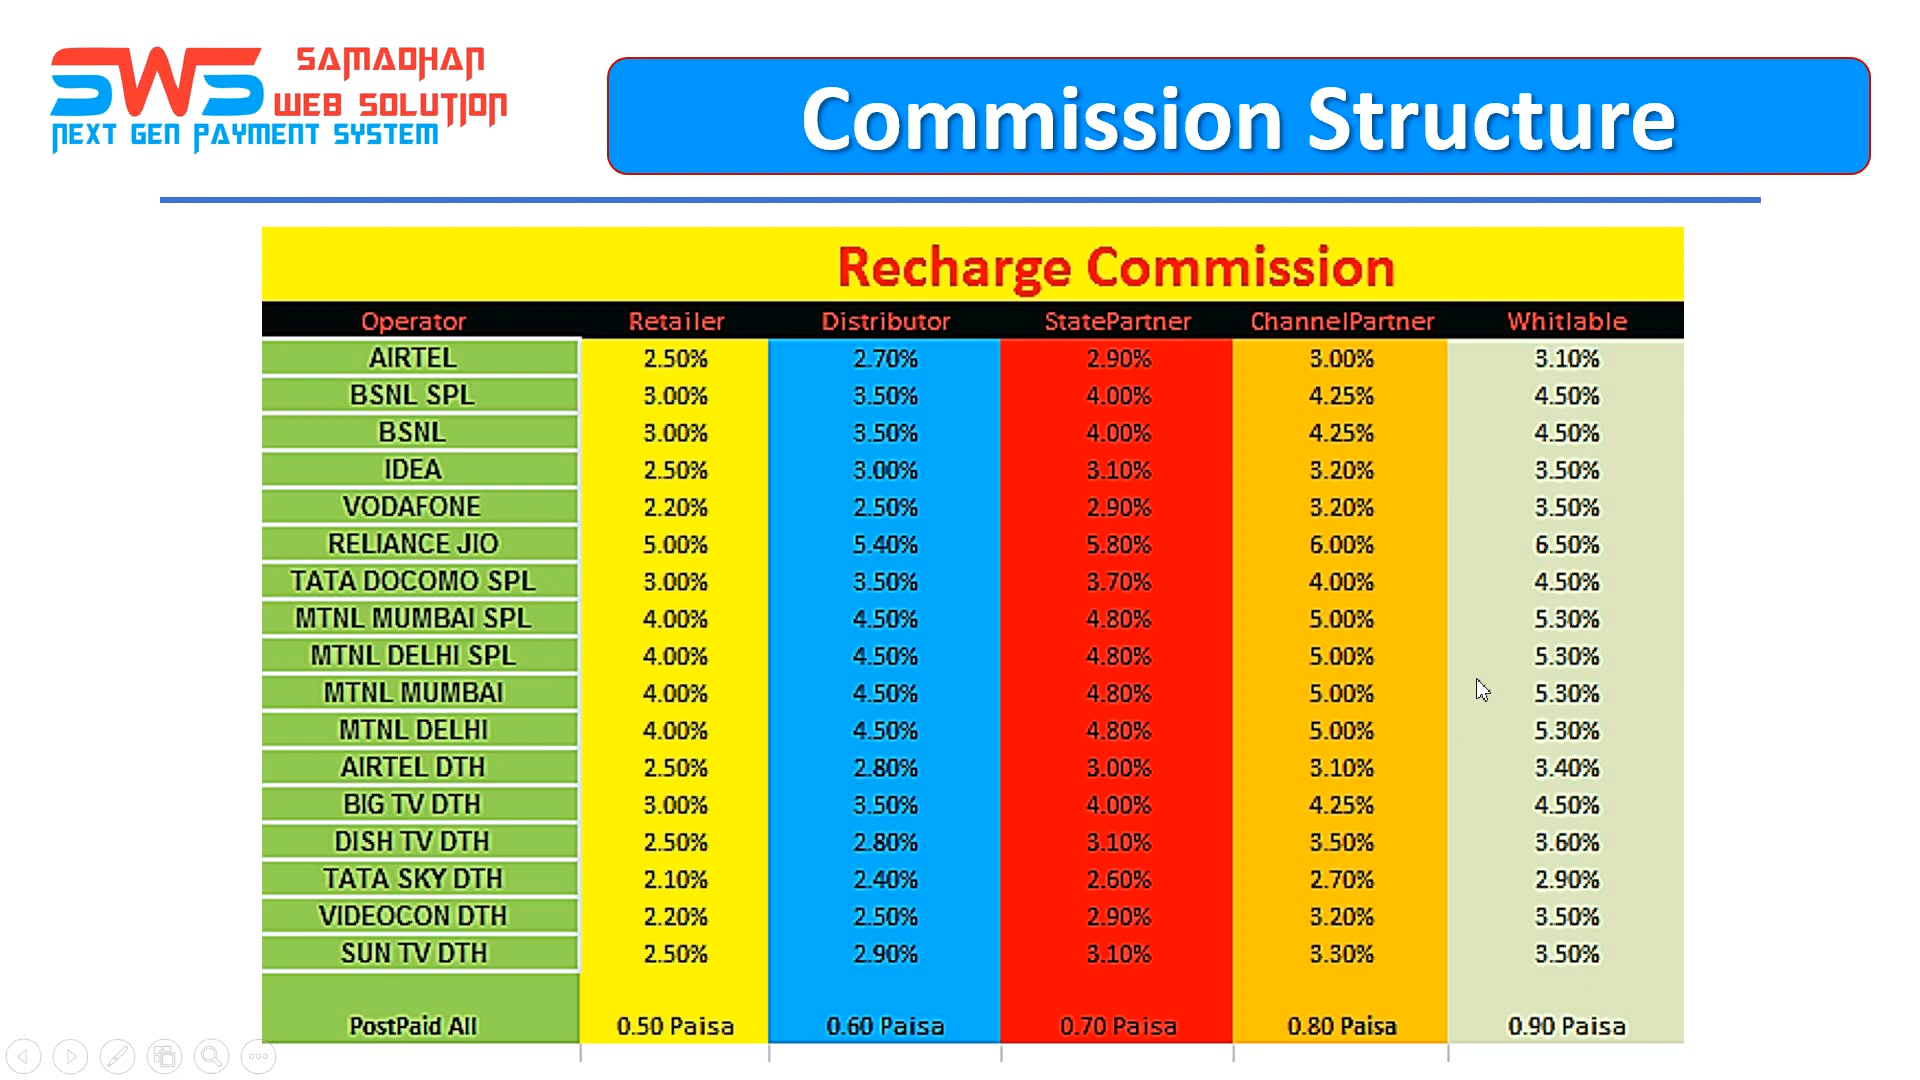 SAMADHAN
SWS WEB SOLUTION
NEXT GEN PAYMENT SYSTEM
Commission Structure
Recharge Commission
Operator Retailer Distributor StatePartner ChannelPartner Whitlable
AIRTEL 2.50% 2.70% 2.90% 3.00% 3.10%
BSNL SPL 3.00% 3.50% 4.00% 4.25% 4.50%
BSNL 3.00% 3.50% 4.00% 4.25% 4.50%
IDEA 2.50% 3.00% 3.10% 3.20% 3.50%
VODAFONE 2.20% 2.50% 2.90% 3.20% 3.50%
RELIANCE JIO 5.00% 5.40% 5.80% 6.00% 6.50%
TATA DOCOMO SPL 3.00% 3.50% 3.70% 4.00% 4.50%
MTNL MUMBAI SPL 4.00% 4.50% 4.80% 5.00% 5.30%
MTNL DELHI SPL 4.00% 4.50% 4.80% 5.00% 5.30%
MTNL MUMBAI 4.00% 4.50% 4.80% 5.00% 5.30%
MTNL DELHI 4.00% 4.50% 4.80% 5.00% 5.30%
AIRTEL DTH 2.50% 2.80% 3.00% 3.10% 3.40%
BIG TV DTH 3.00% 3.50% 4.00% 4.25% 4.50%
DISH TV DTH 2.50% 2.80% 3.10% 3.50% 3.60%
TATA SKY DTH 2.10% 2.40% 2.60% 2.70% 2.90%
VIDEOCON DTH 2.20% 2.50% 2.90% 3.20% 3.50%
SUN TV DTH 2.50% 2.90% 3.10% 3.30% 3.50%
PostPaid All 0.50 Paisa 0.60 Paisa 0.70 Paisa 0.80 Paisa 0.90 Paisa